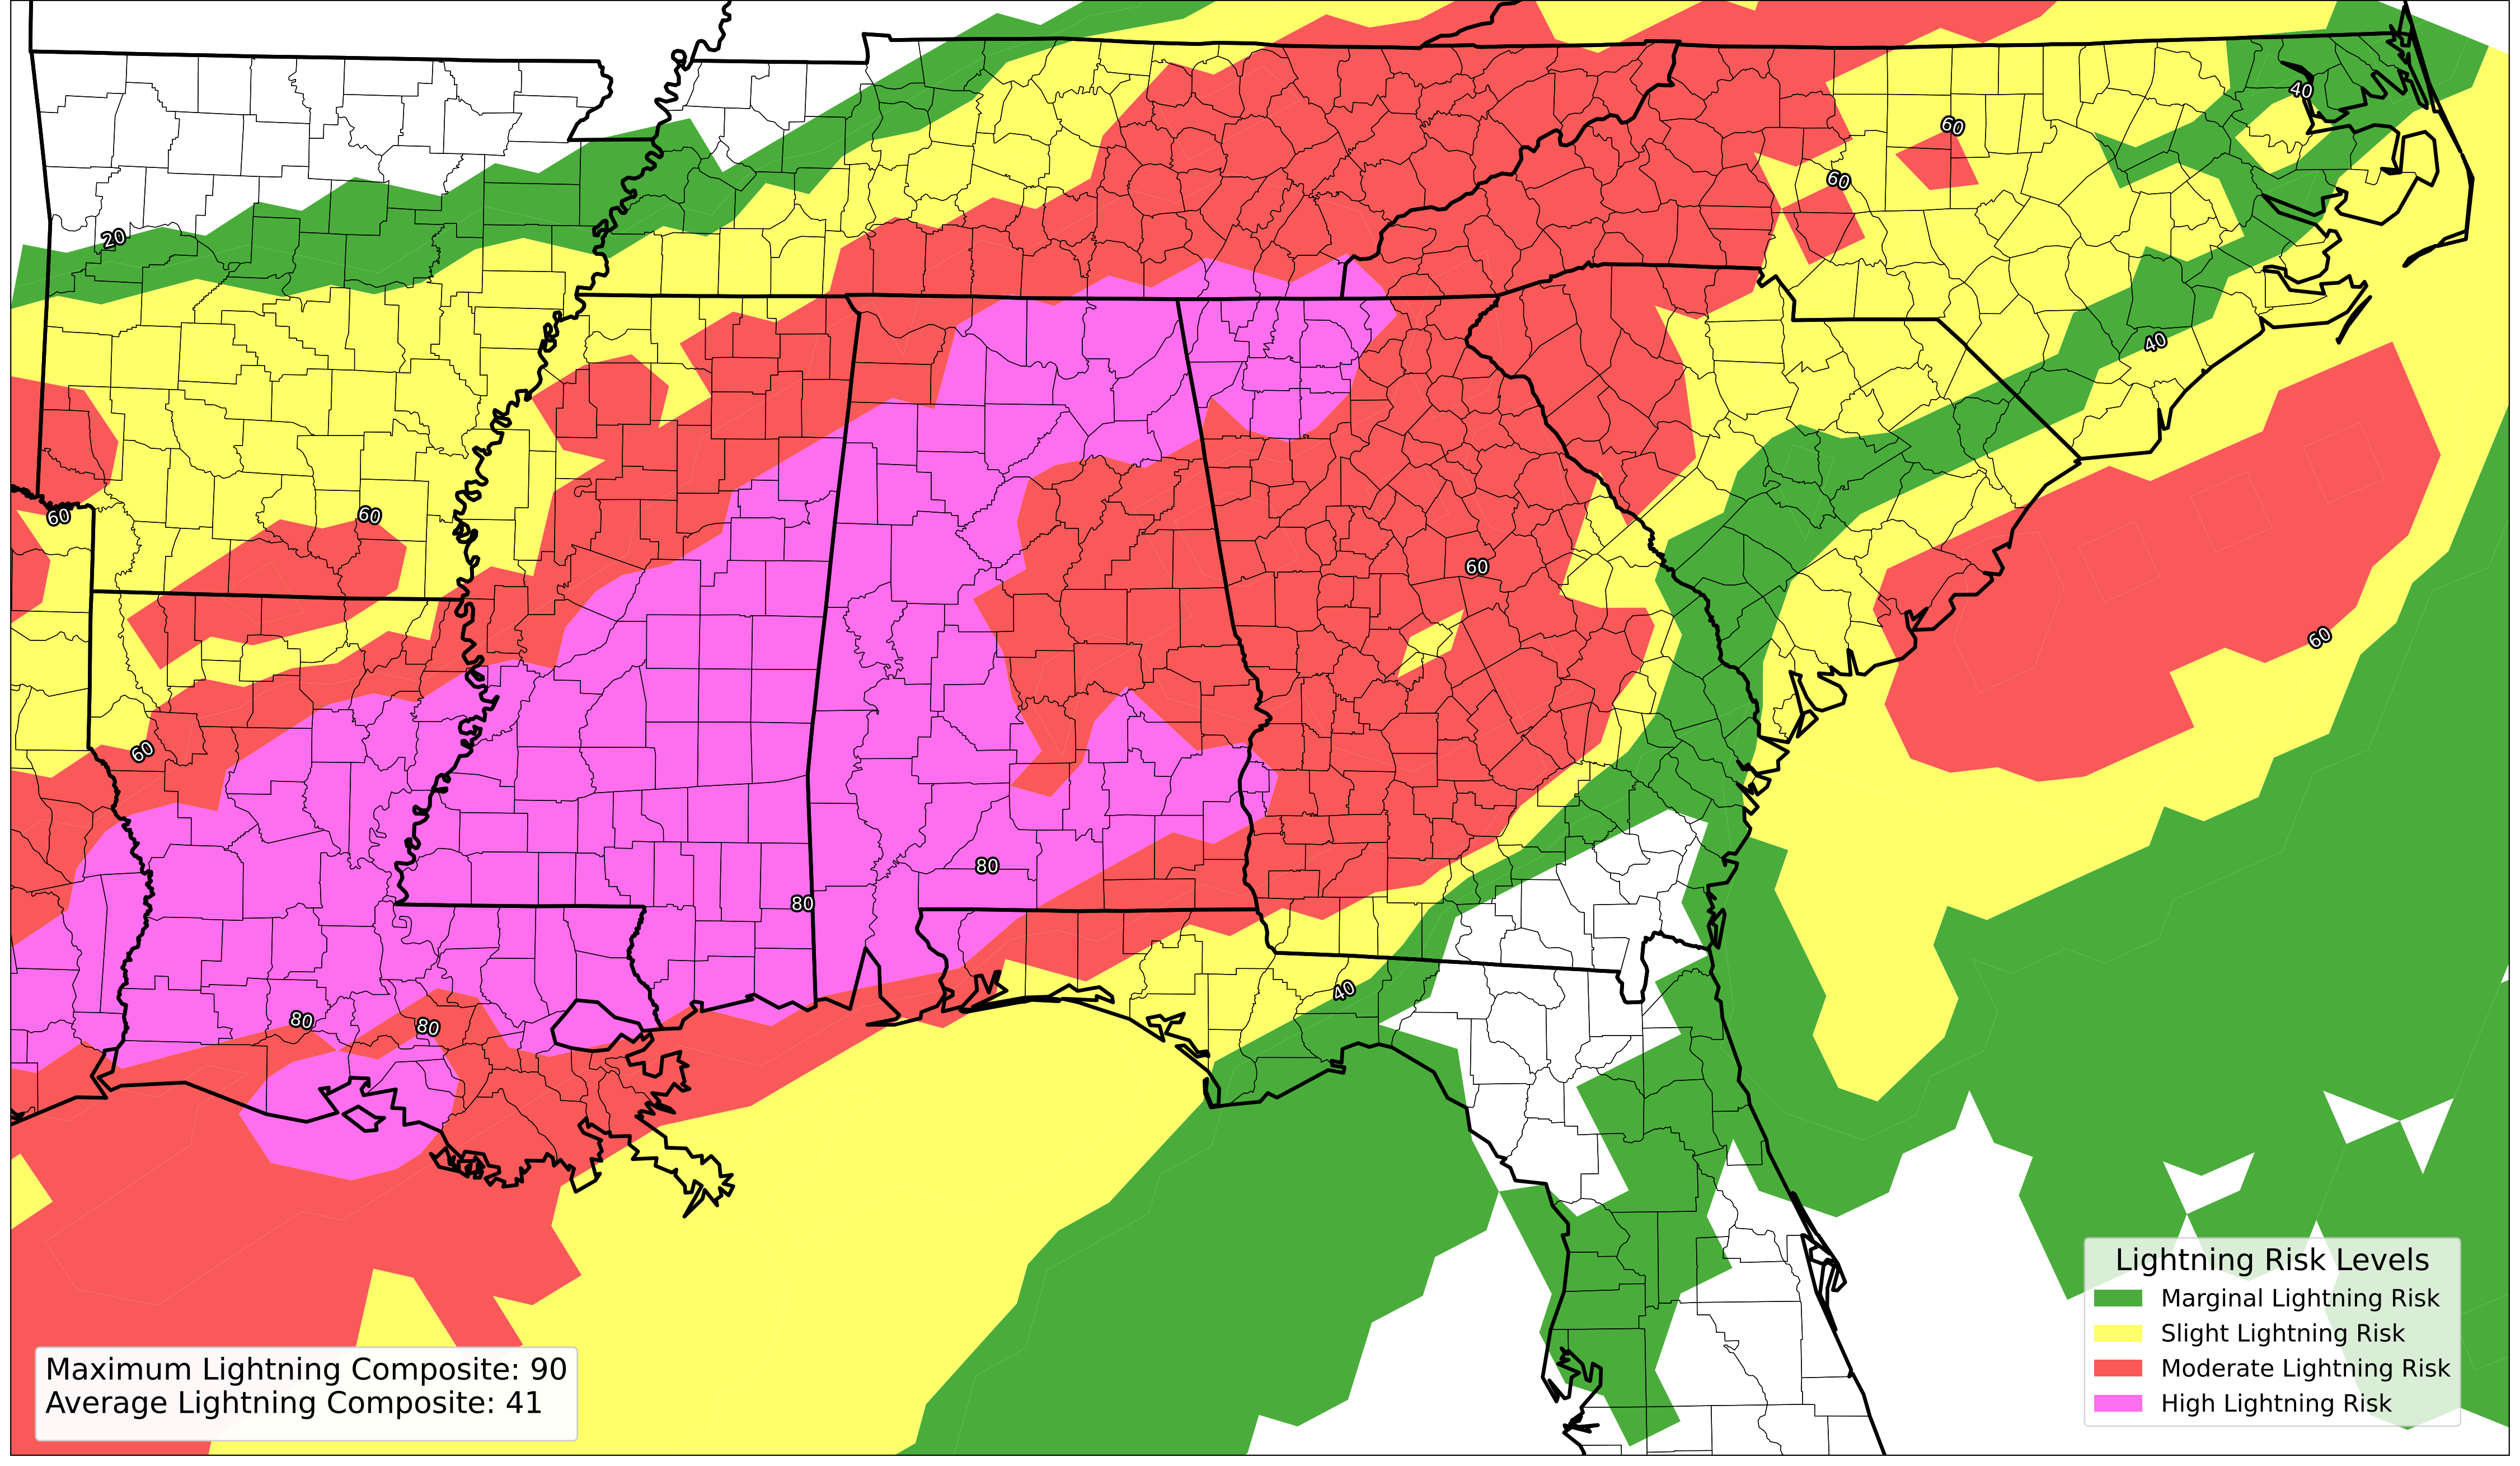 40
60
60
20
40
60
60
60
60
60
80
80
40
80
80
Lightning Risk Levels
Marginal Lightning Risk
Slight Lightning Risk
Moderate Lightning Risk
High Lightning Risk
Maximum Lightning Composite: 90
Average Lightning Composite: 41